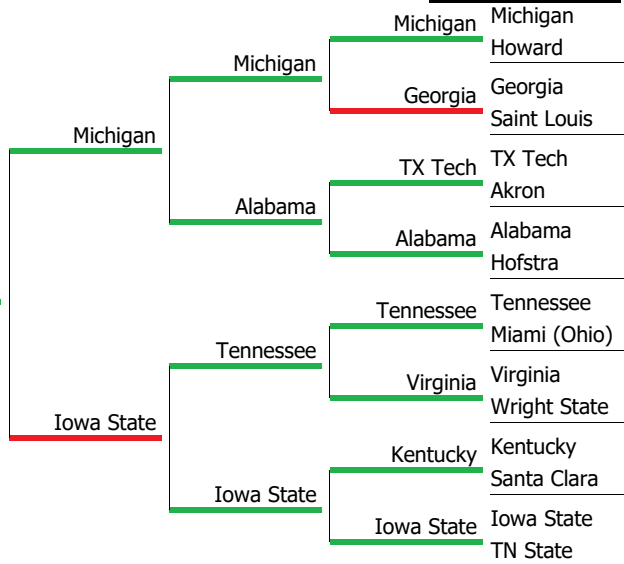 Michigan
Michigan
Howard
Michigan
Georgia
Georgia
Saint Louis
Michigan
TX Tech
TX Tech
Akron
Alabama
Alabama
Alabama
Hofstra
Tennessee
Tennessee
Miami (Ohio)
Tennessee
Virginia
Virginia
Wright State
Iowa State
Kentucky
Kentucky
Santa Clara
Iowa State
Iowa State
Iowa State
TN State